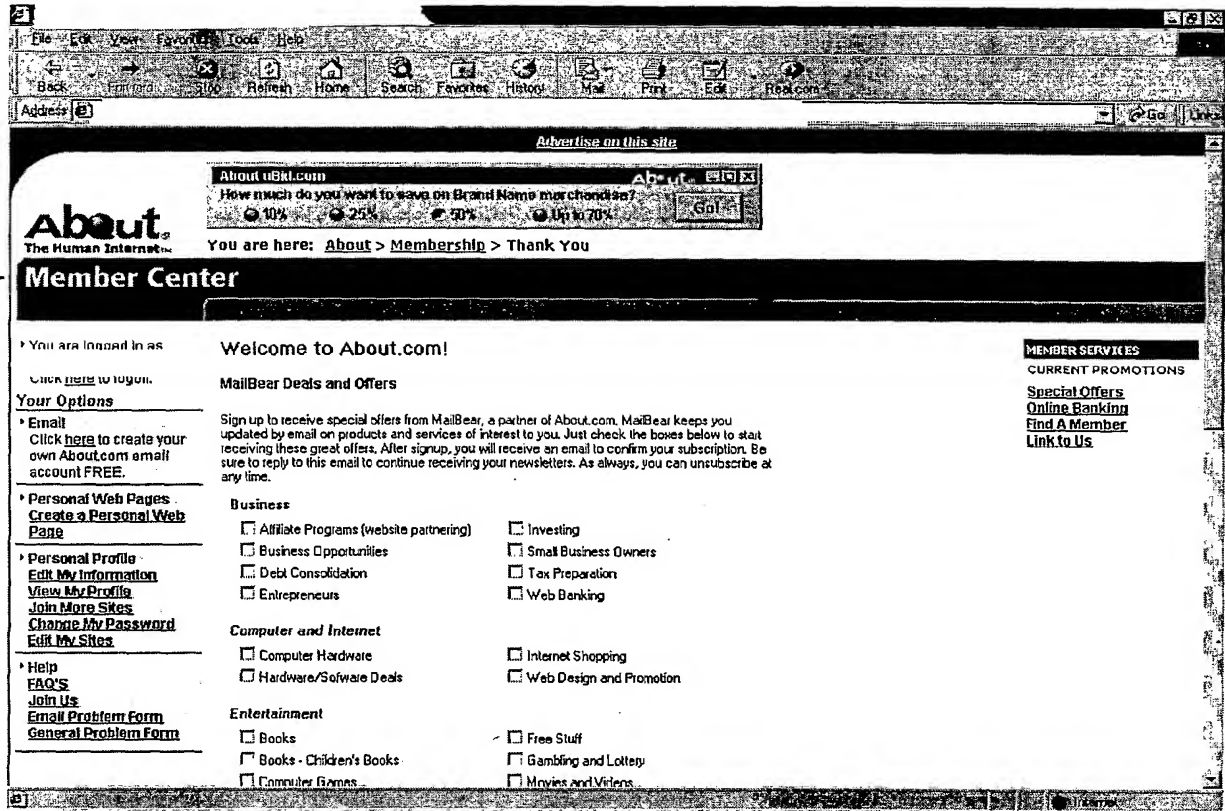 File Edit View Favorites Tools Help
Back Forward Stop Refresh Home Search Favorites History Mail Print Edit Real.com
Address Go Links
Advertise on this site
About uBid.com About.
How much do you want to save on Brand Name merchandise?
10% 25% 50% Up to 70% Go!
About.
The Human Internet
You are here: About > Membership > Thank You
Member Center
You are logged in as
Click here to logon.
Your Options
Email
Click here to create your
own About.com email
account FREE.
Personal Web Pages
Create a Personal Web
Page
Personal Profile
Edit My Information
View My Profile
Join More Sites
Change My Password
Edit My Sites
Help
FAQ'S
Join Us
Email Problem Form
General Problem Form
Welcome to About.com!
MailBear Deals and Offers
Sign up to receive special offers from MailBear, a partner of About.com. MailBear keeps you
updated by email on products and services of interest to you. Just check the boxes below to start
receiving these great offers. After signup, you will receive an email to confirm your subscription. Be
sure to reply to this email to continue receiving your newsletters. As always, you can unsubscribe at
any time.
Business
Affiliate Programs (website partnering) Investing
Business Opportunities Small Business Owners
Debt Consolidation Tax Preparation
Entrepreneurs Web Banking
Computer and Internet
Computer Hardware Internet Shopping
Hardware/Sofware Deals Web Design and Promotion
Entertainment
Books Free Stuff
Books - Children's Books Gambling and Lottery
Computer Games Movies and Videos
MEMBER SERVICES
CURRENT PROMOTIONS
Special Offers
Online Banking
Find A Member
Link to Us